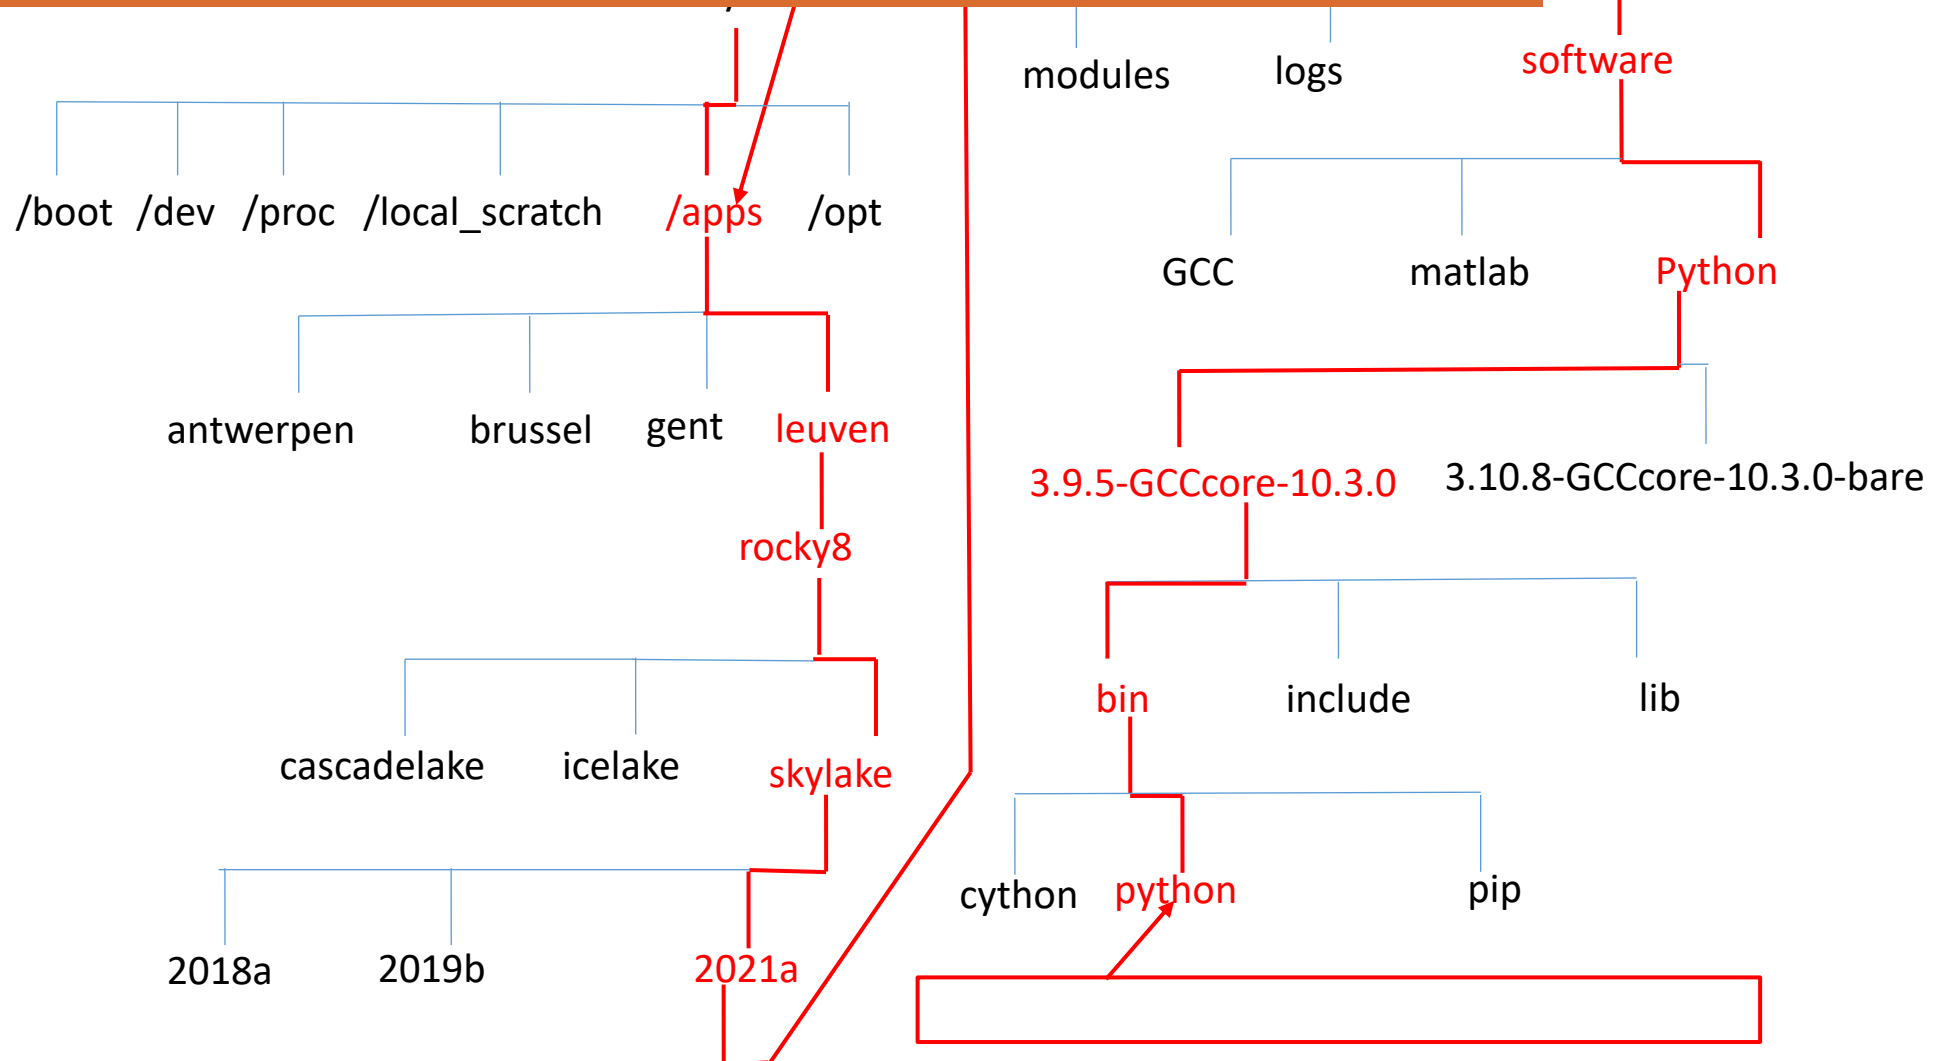 /boot /dev /proc /local_scratch /apps /opt
antwerpen brussel gent leuven
rocky8
cascadelake icelake skylake
2018a 2019b 2021a
modules logs software
GCC matlab Python
3.9.5-GCCcore-10.3.0 3.10.8-GCCcore-10.3.0-bare
bin include lib
cython python pip